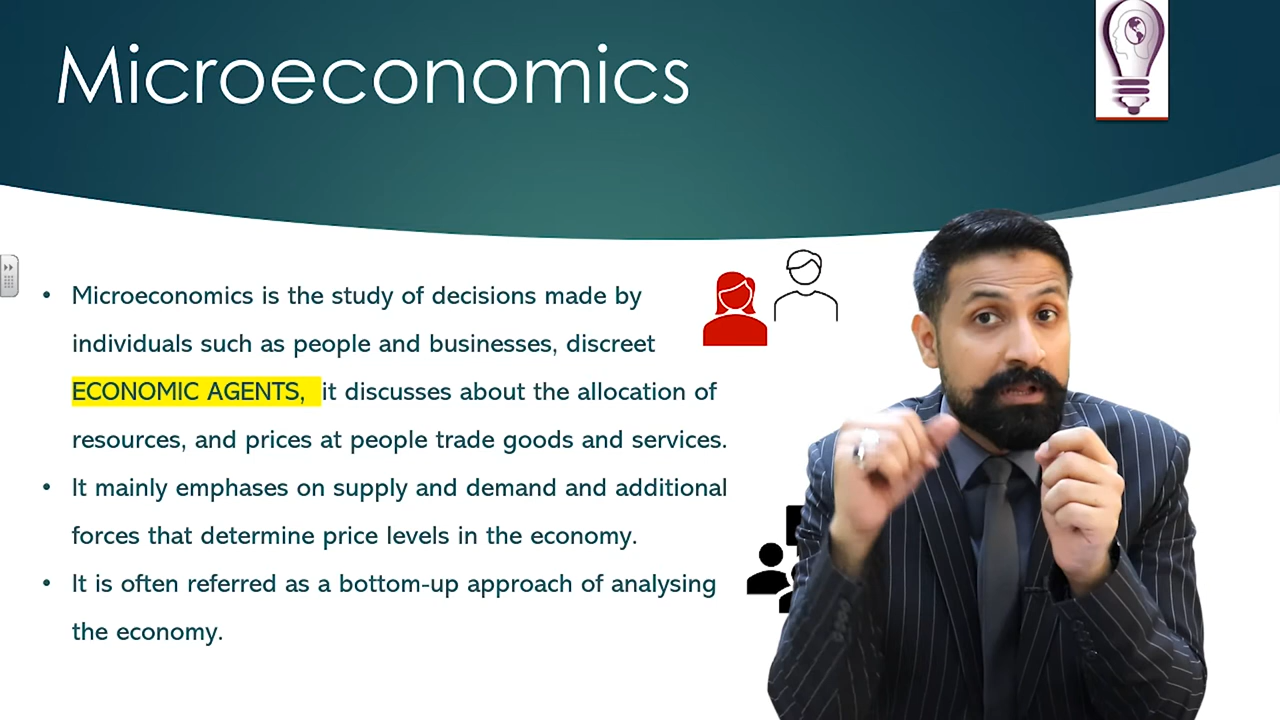 Microeconomics
• Microeconomics is the study of decisions made by
individuals such as people and businesses, discreet
ECONOMIC AGENTS, it discusses about the allocation of
resources, and prices at people trade goods and services.
• It mainly emphases on supply and demand and additional
forces that determine price levels in the economy.
• It is often referred as a bottom-up approach of analysing
the economy.